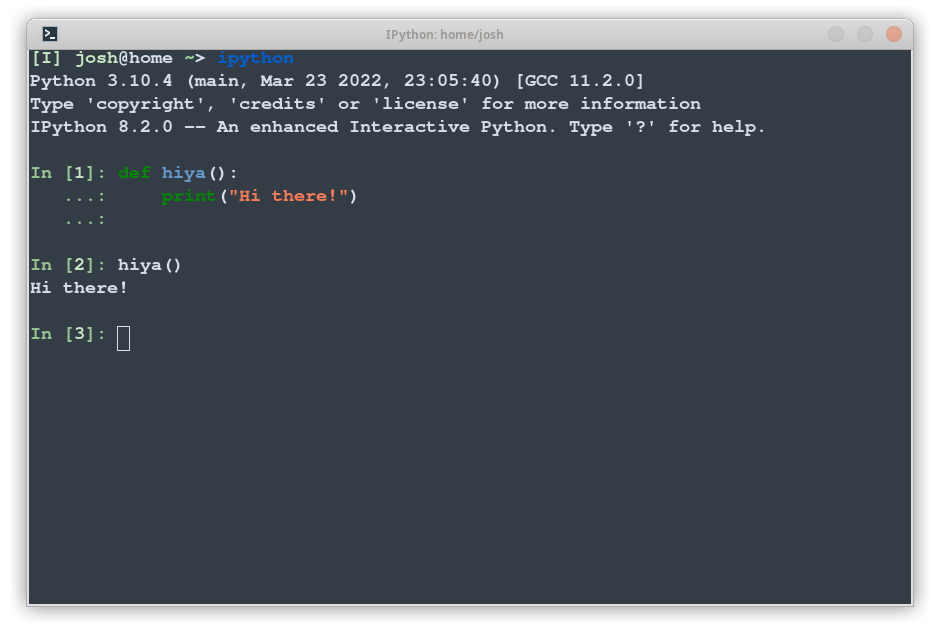 IPython: home/josh
[I] josh@home ~> ipython
Python 3.10.4 (main, Mar 23 2022, 23:05:40) [GCC 11.2.0]
Type 'copyright', 'credits' or 'license' for more information
IPython 8.2.0 -- An enhanced Interactive Python. Type '?' for help.
In [1]: def hiya():
   ...:     print("Hi there!")
   ...:
In [2]: hiya()
Hi there!
In [3]: